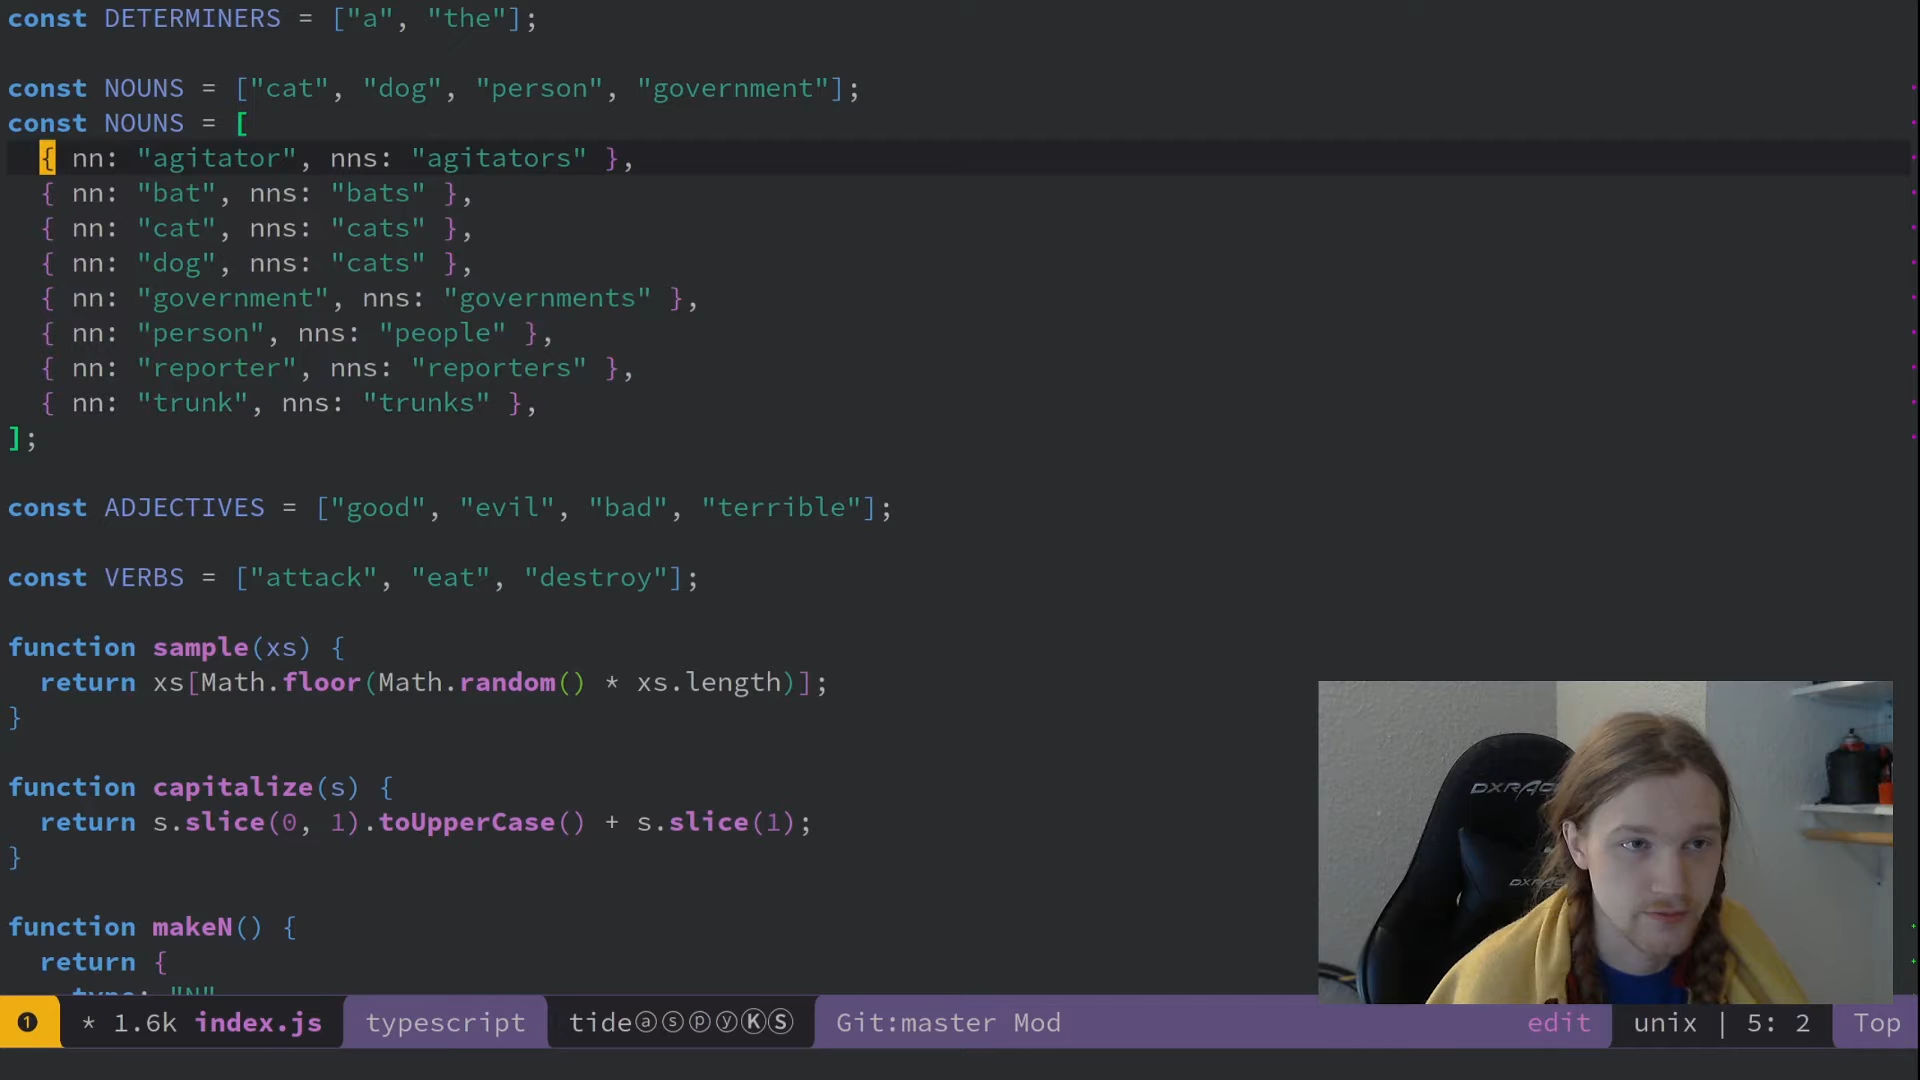 const DETERMINERS = ["a", "the"];
const NOUNS = ["cat", "dog", "person", "government"];
const NOUNS = [
{ nn: "agitator", nns: "agitators" },
{ nn: "bat", nns: "bats" },
{ nn: "cat", nns: "cats" },
{ nn: "dog", nns: "cats" },
{ nn: "government", nns: "governments" },
{ nn: "person", nns: "people" },
{ nn: "reporter", nns: "reporters" },
{ nn: "trunk", nns: "trunks" },
];
const ADJECTIVES = ["good", "evil", "bad", "terrible"];
const VERBS = ["attack", "eat", "destroy"];
function sample(xs) {
return xs[Math.floor(Math.random() * xs.length)];
}
function capitalize(s) {
return s.slice(0, 1).toUpperCase() + s.slice(1);
}
function makeN() {
return {
type: "N"
❶ * 1.6k index.js typescript tideⓐⓢⓟⓨⓀⓈ Git:master Mod edit unix | 5: 2 Top